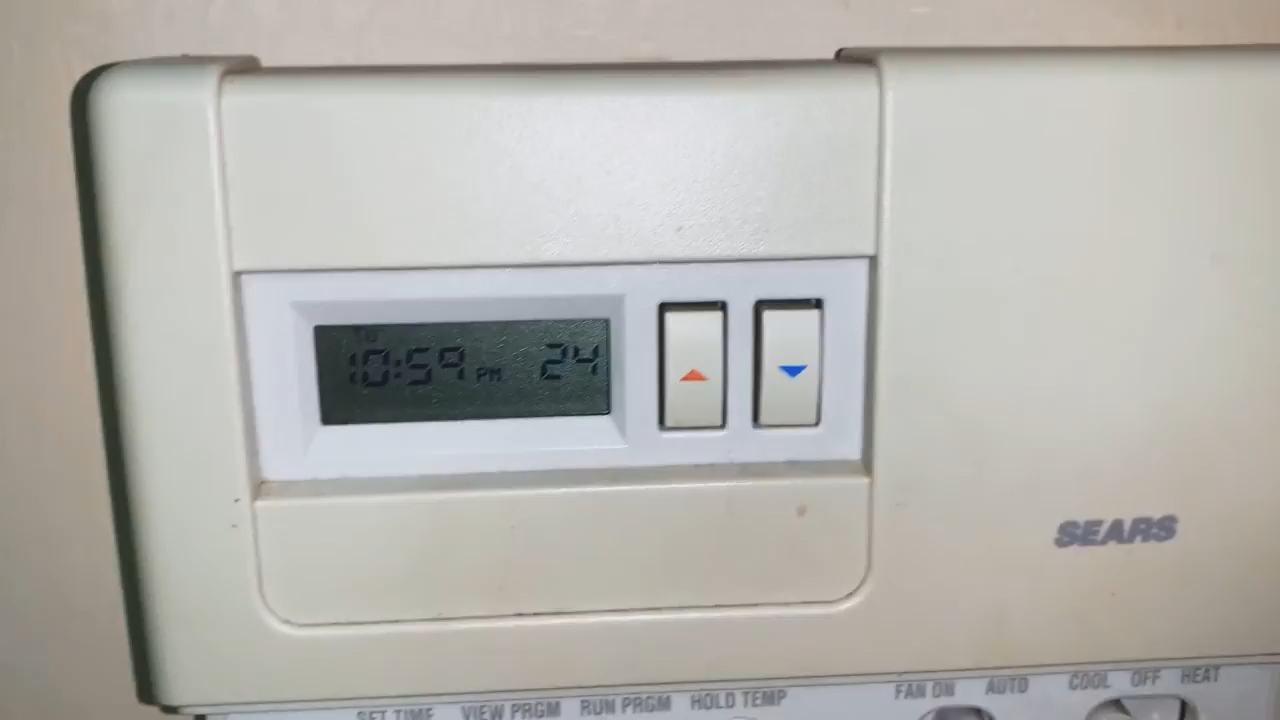 TU
10:59 PM 24
SEARS
SET TIME VIEW PRGM RUN PRGM HOLD TEMP
FAN ON AUTO COOL OFF HEAT